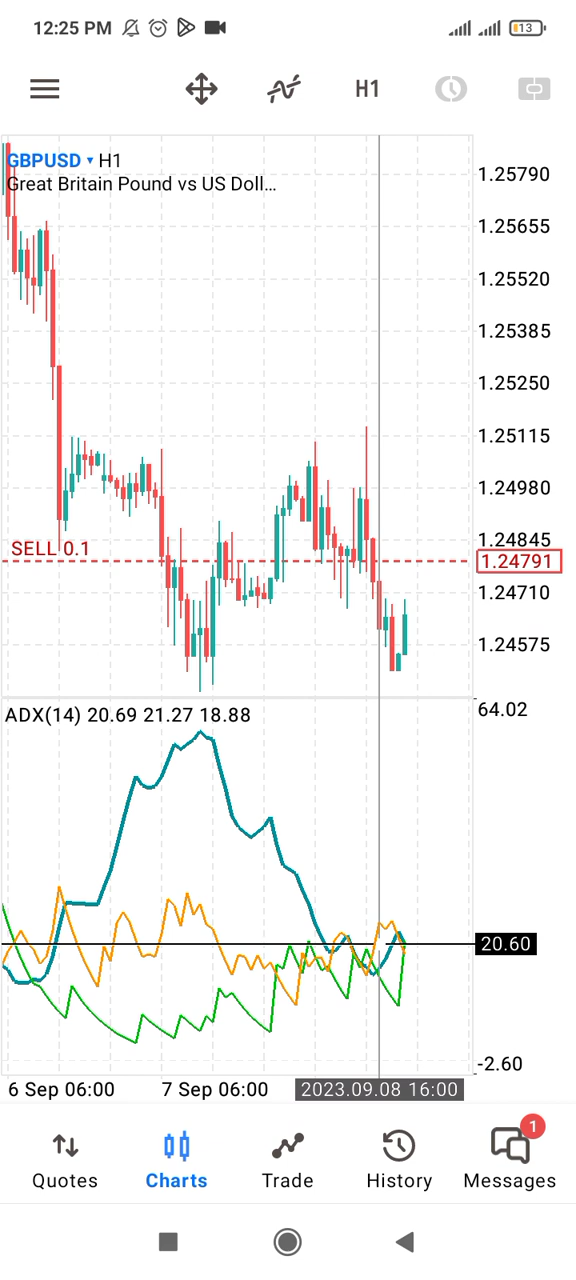 12:25 PM
13
H1
GBPUSD ▾ H1
Great Britain Pound vs US Doll...
1.25790
1.25655
1.25520
1.25385
1.25250
1.25115
1.24980
1.24845
SELL 0.1
1.24791
1.24710
1.24575
ADX(14) 20.69 21.27 18.88
64.02
20.60
-2.60
6 Sep 06:00
7 Sep 06:00
2023.09.08 16:00
1
Quotes
Charts
Trade
History
Messages